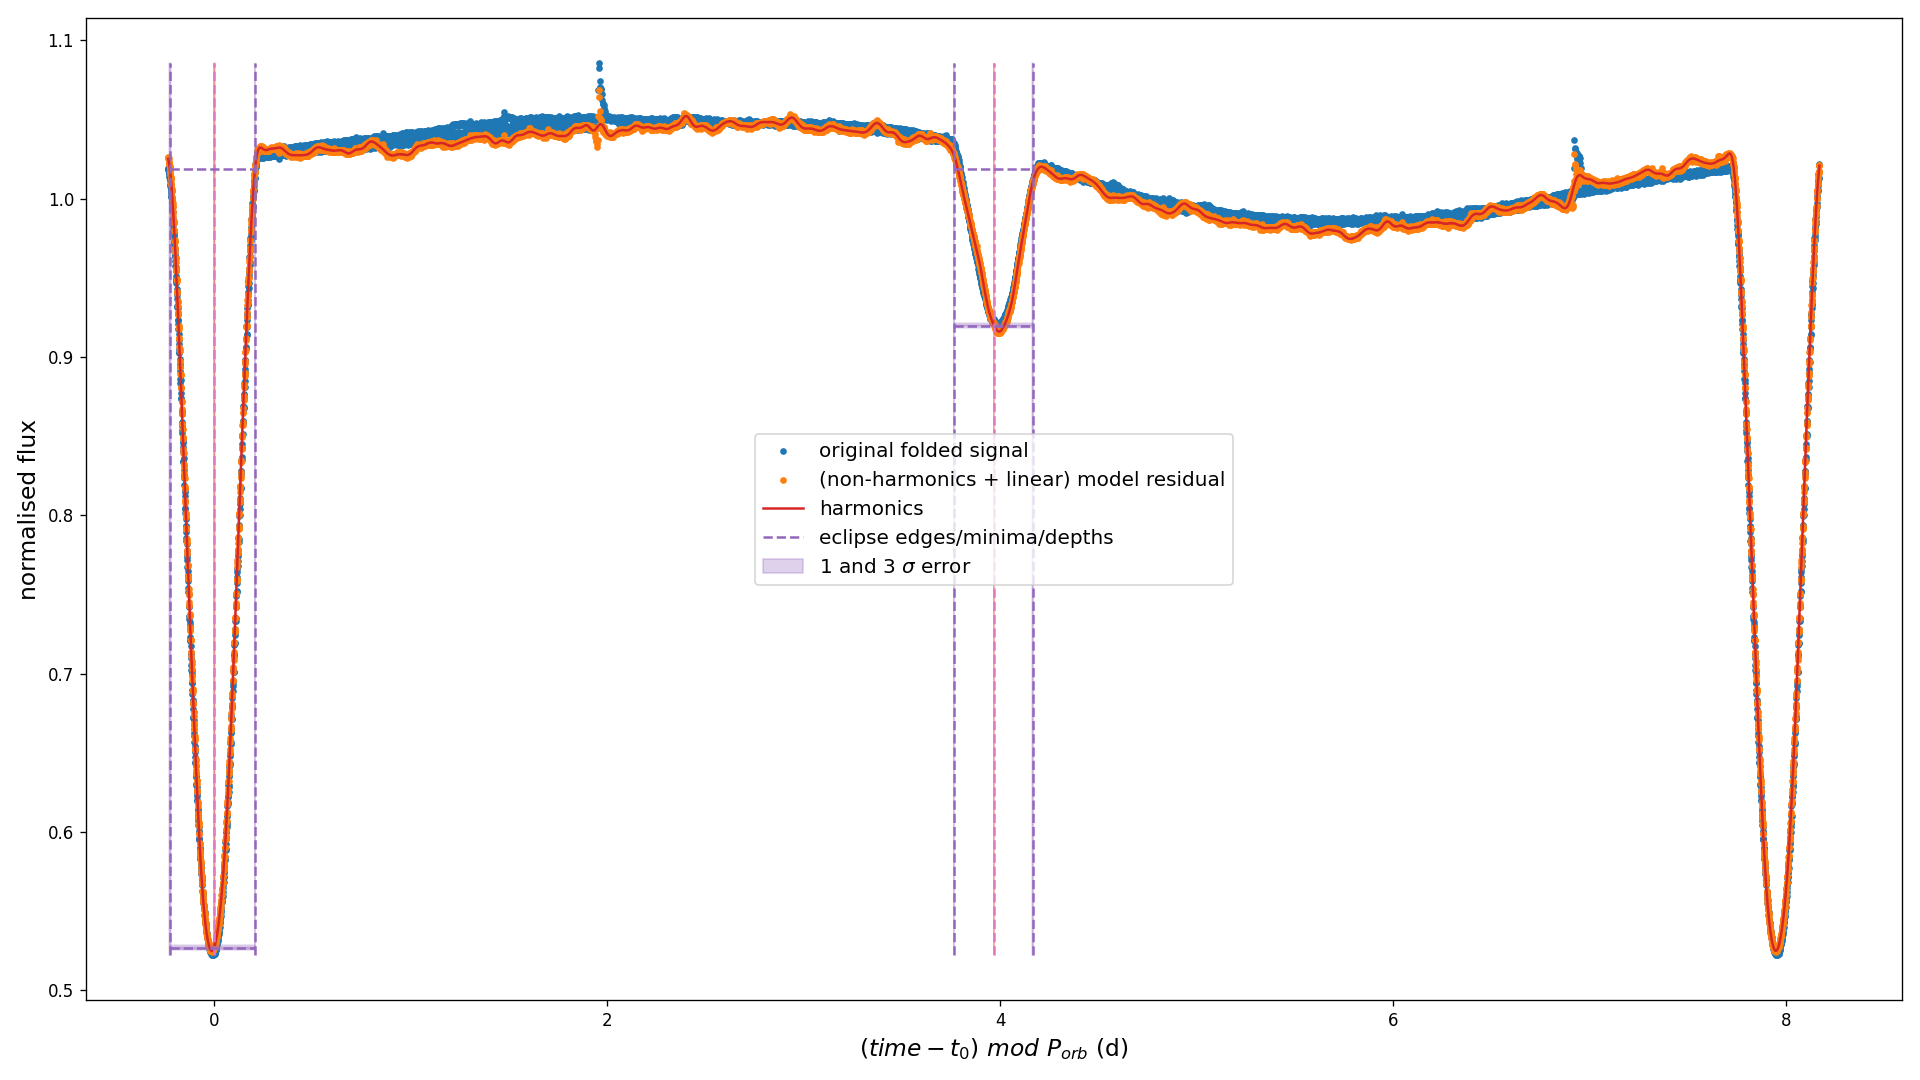 1.1
1.0
0.9
0.8
0.7
0.6
0.5
normalised flux
original folded signal
(non-harmonics + linear) model residual
harmonics
eclipse edges/minima/depths
1 and 3 σ error
0 2 4 6 8
(time − t₀) mod Pₒᵣb (d)